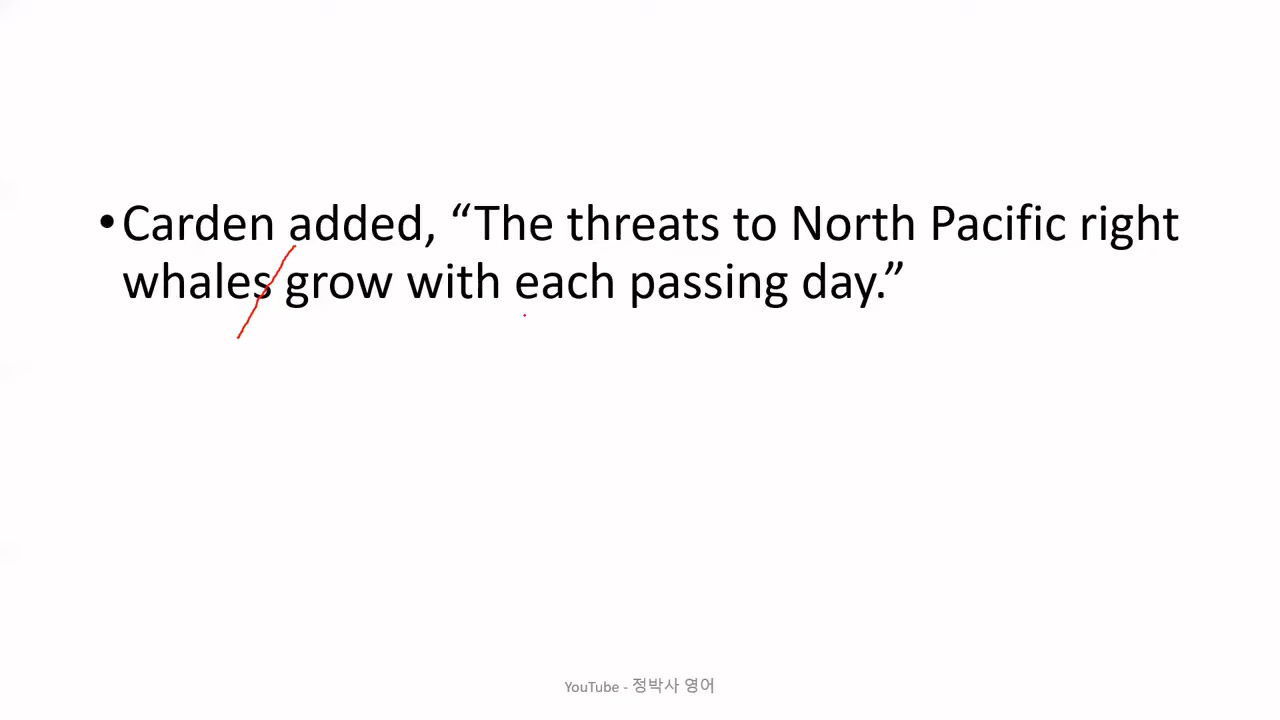 •Carden added, “The threats to North Pacific right
whales grow with each passing day.”
YouTube - 정박사 영어